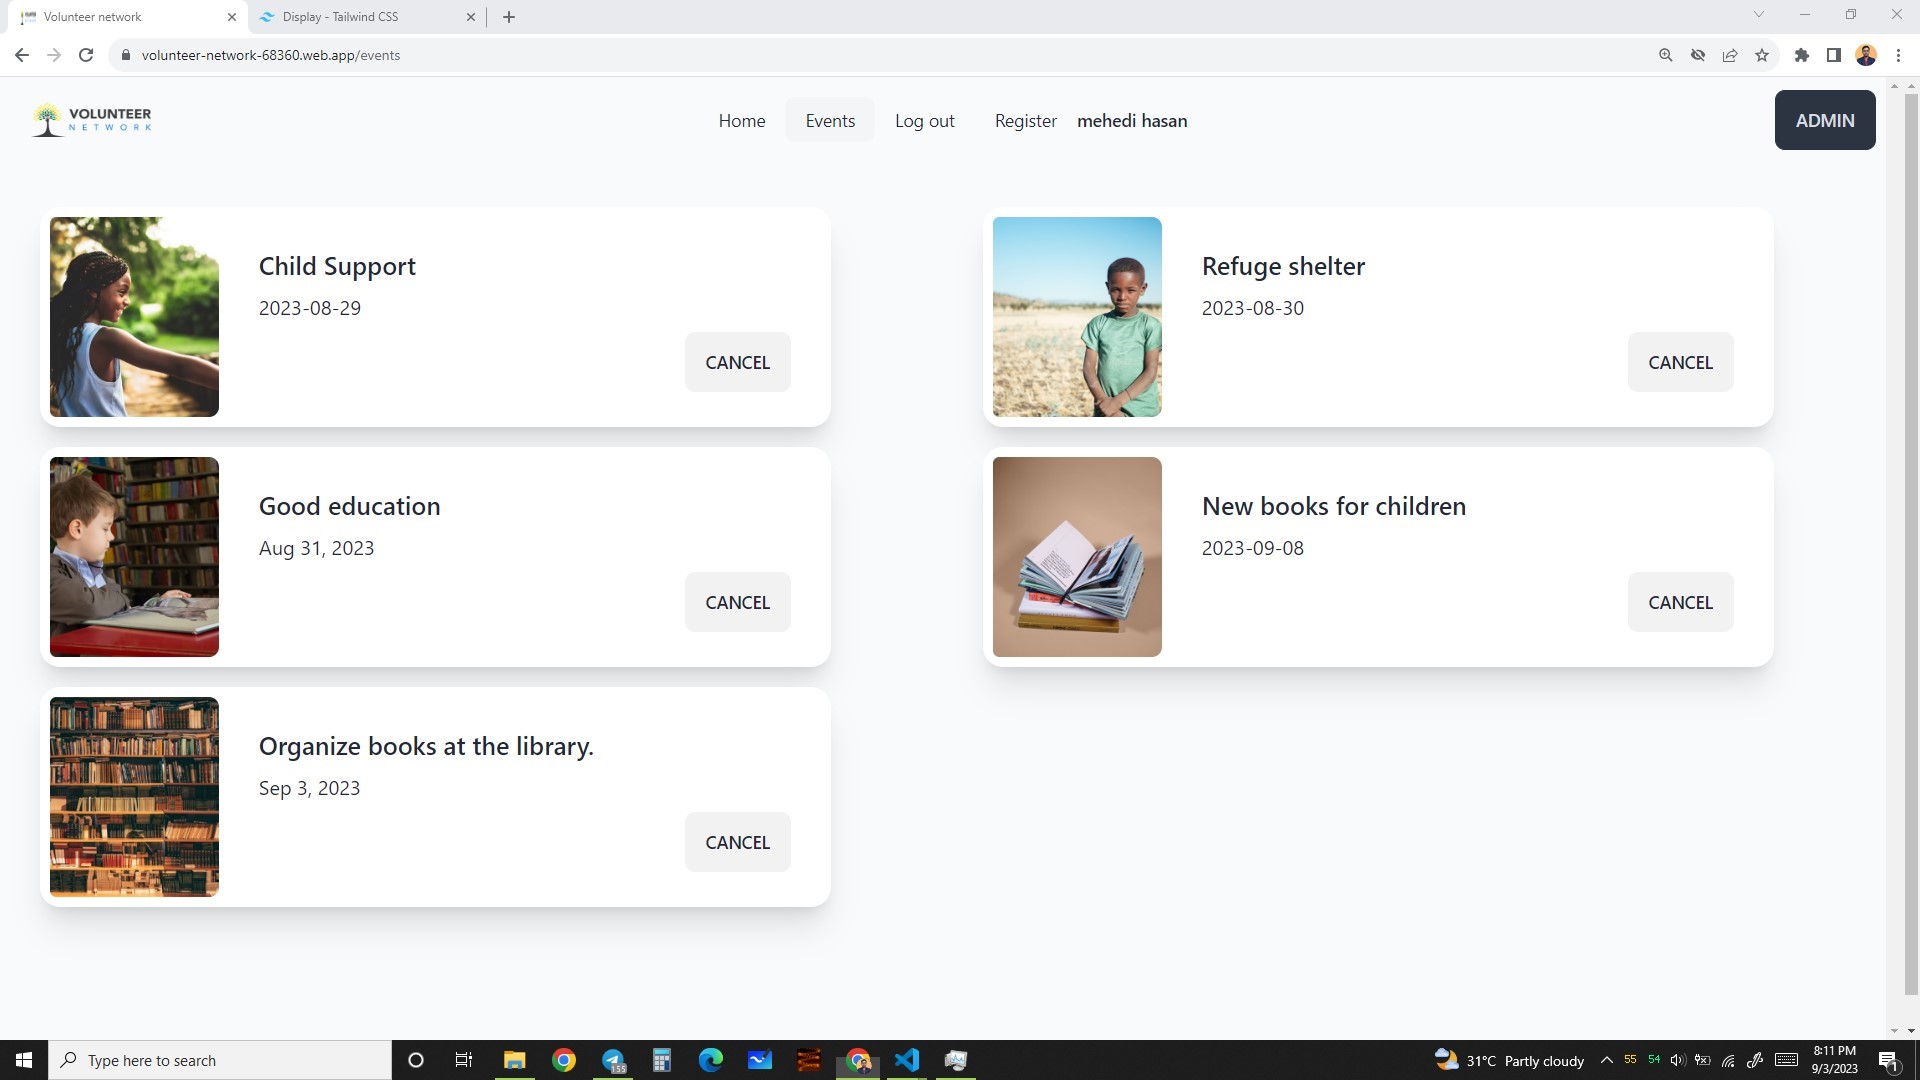 Volunteer network
Display - Tailwind CSS
volunteer-network-68360.web.app/events
VOLUNTEER
NETWORK
Home
Events
Log out
Register
mehedi hasan
ADMIN
Child Support
2023-08-29
CANCEL
Refuge shelter
2023-08-30
CANCEL
Good education
Aug 31, 2023
CANCEL
New books for children
2023-09-08
CANCEL
Organize books at the library.
Sep 3, 2023
CANCEL
Type here to search
155
31°C Partly cloudy
55
54
8:11 PM
9/3/2023
1